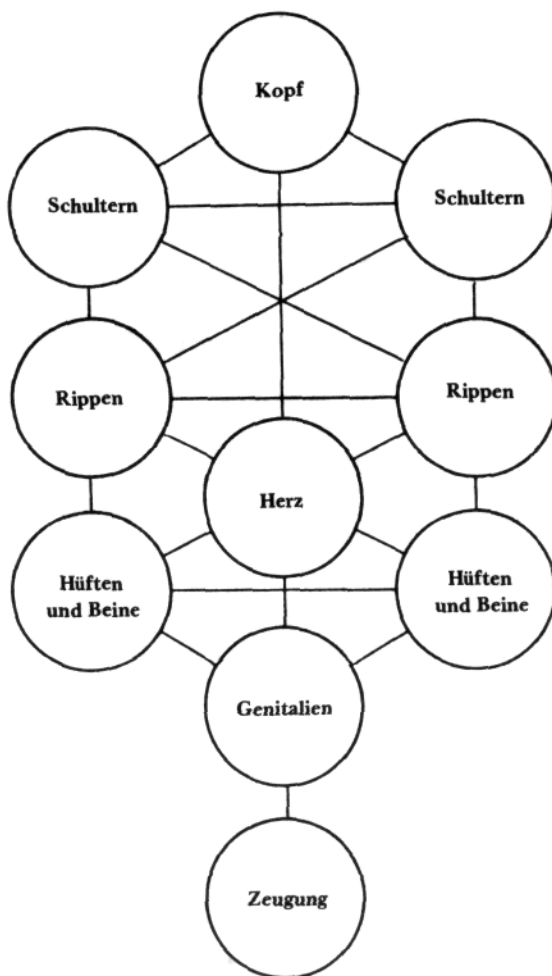 Kopf
Schultern
Schultern
Rippen
Rippen
Herz
Hüften
und Beine
Hüften
und Beine
Genitalien
Zeugung